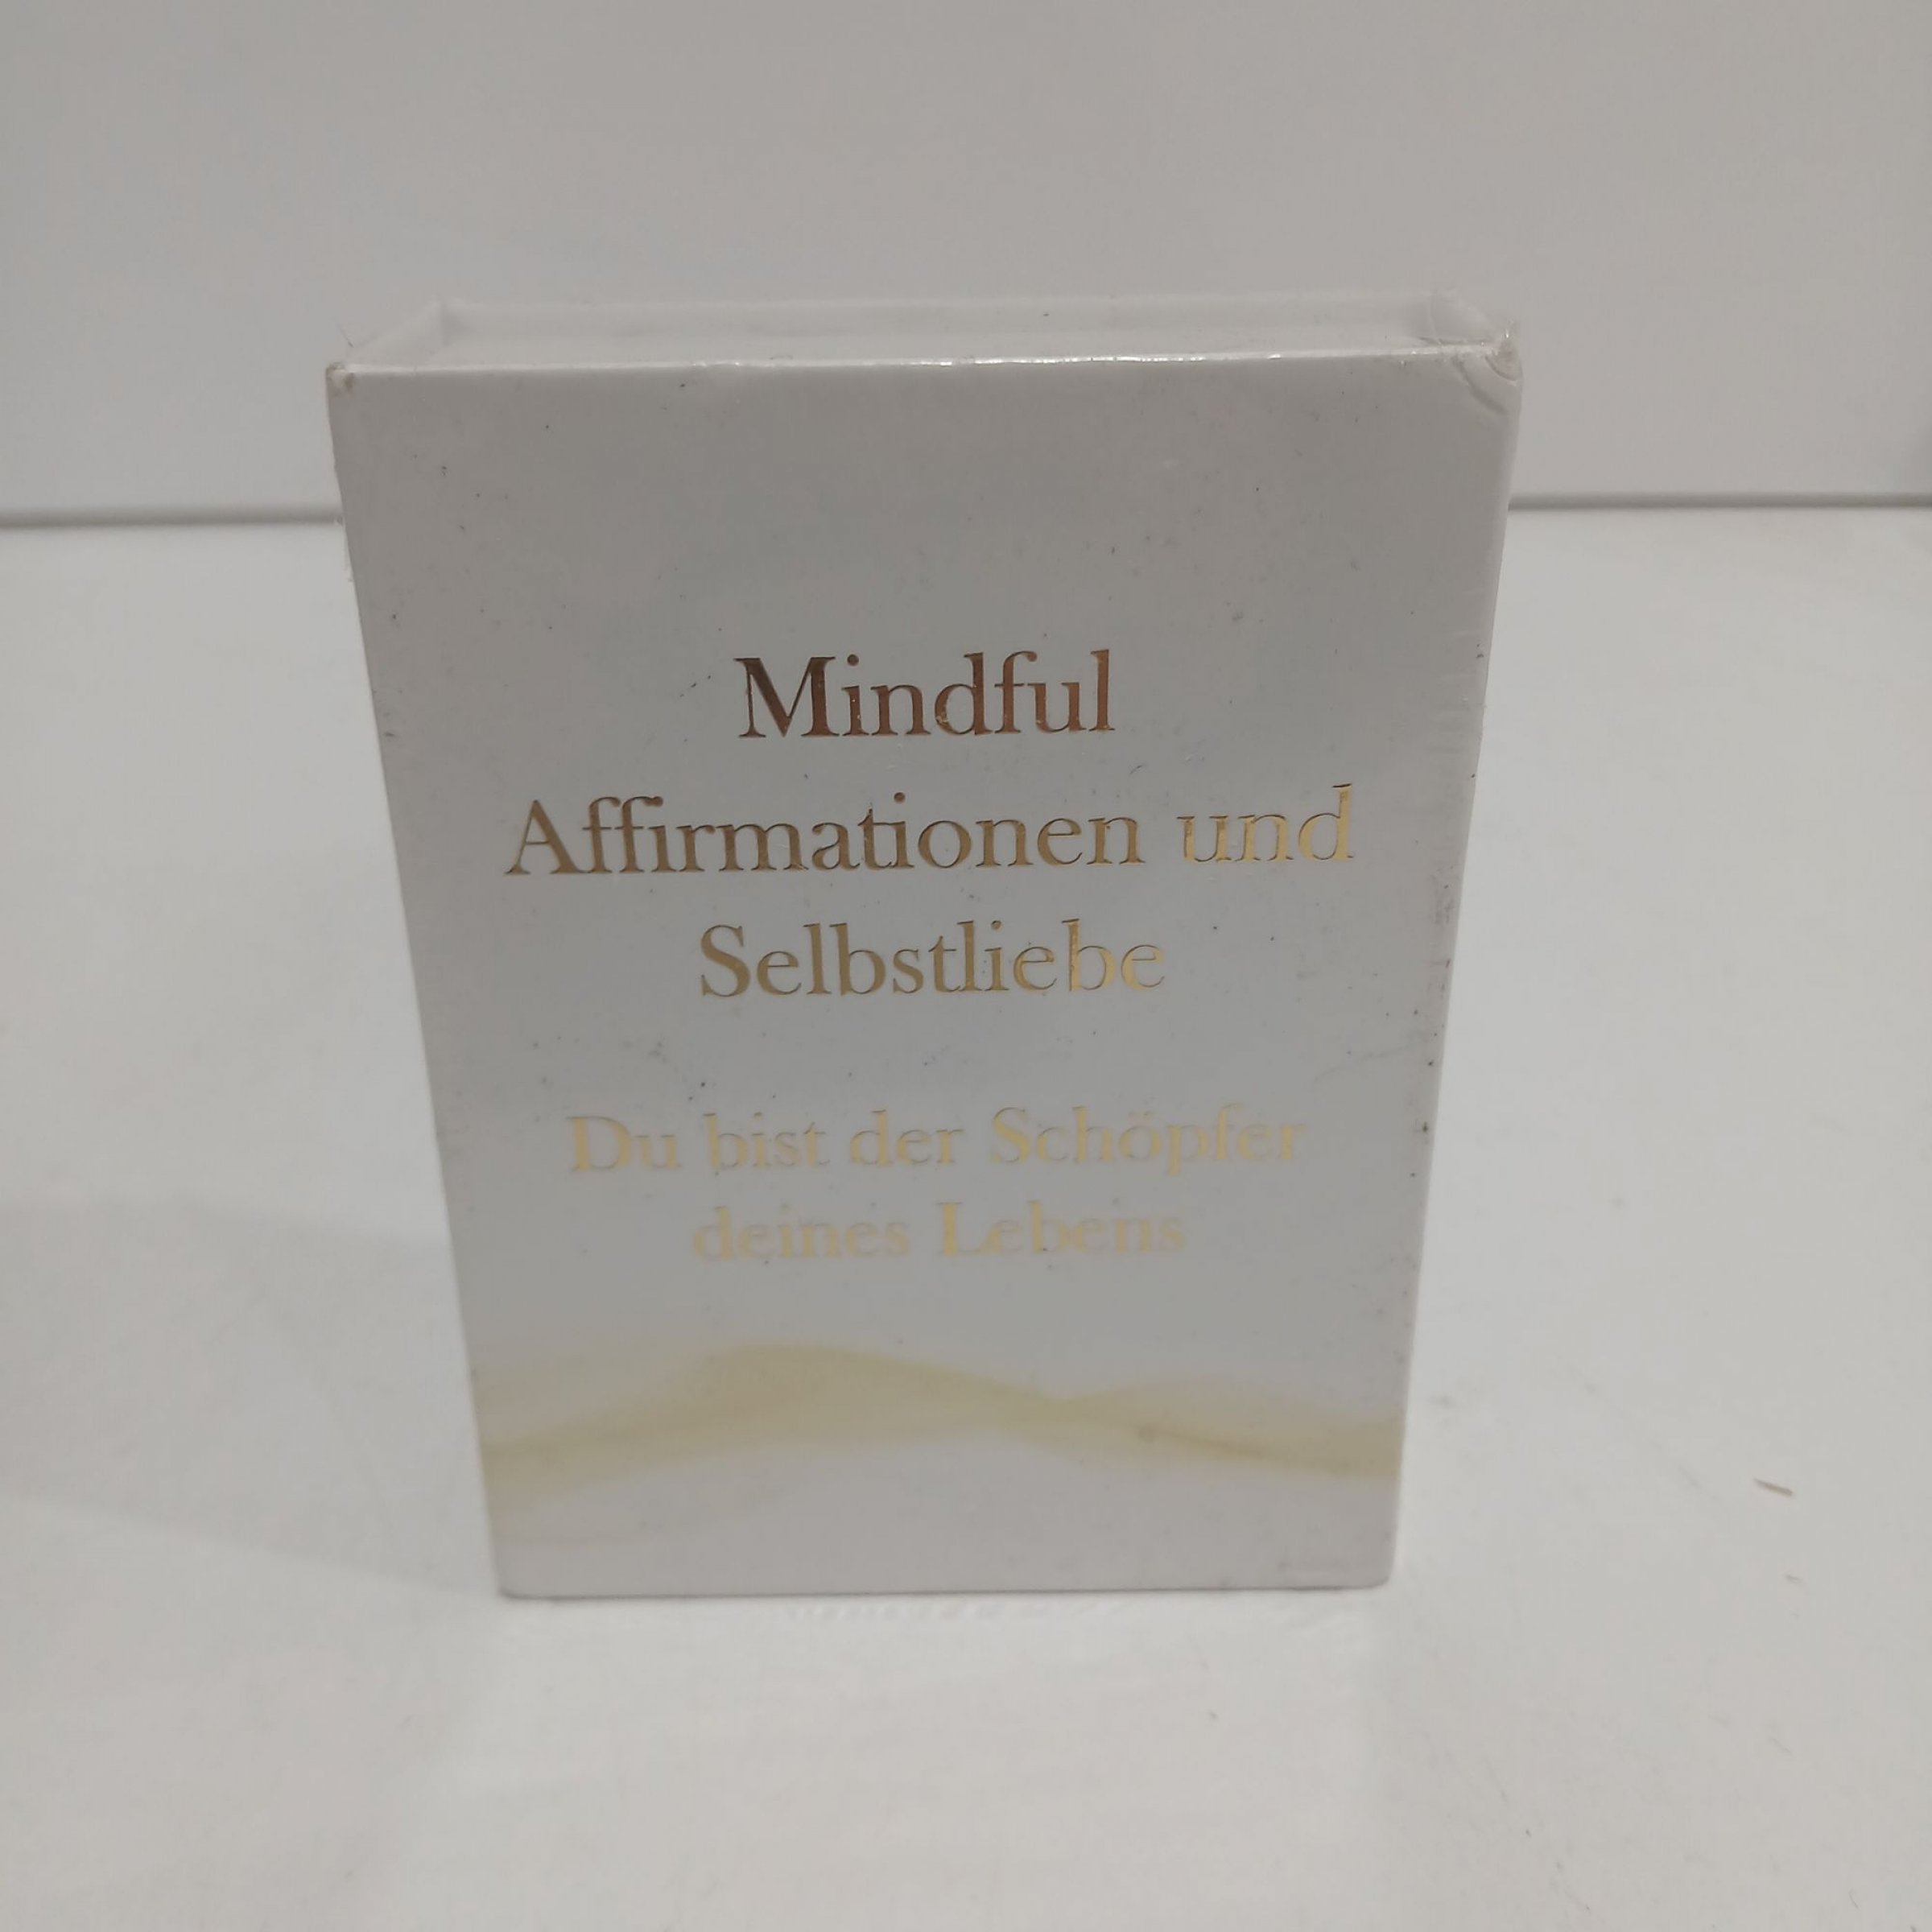 Mindful
Affirmationen und
Selbstliebe
Du bist der Schöpfer
deines Lebens